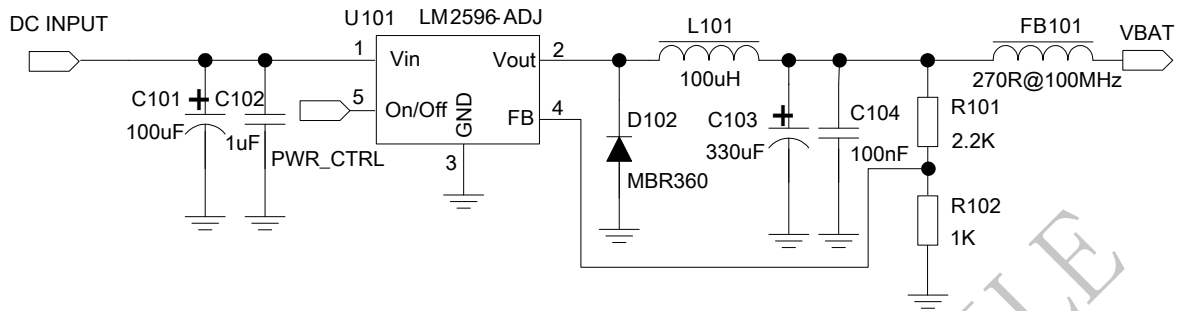 DC INPUT
U101
LM2596-ADJ
L101
FB101
VBAT
1
Vin
Vout
2
100uH
270R@100MHz
C101
+
C102
5
On/Off
GND
FB
4
D102
C103
+
C104
R101
100uF
1uF
PWR_CTRL
3
330uF
100nF
2.2K
MBR360
R102
1K
LE